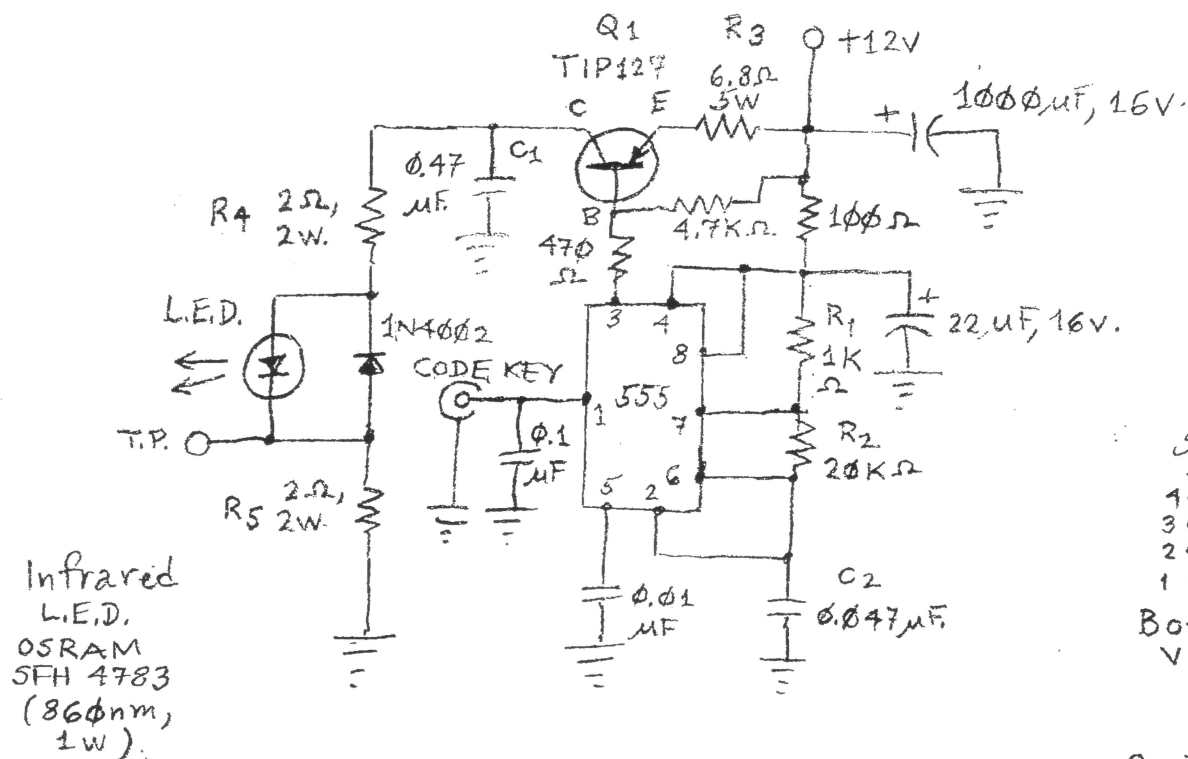 Q1
TIP127
C
E
B
R3
6.8Ω
5W
+12V
+
1000µF, 16V.
0.47
µF.
C1
R4
2Ω,
2W.
470
Ω
4.7KΩ
100Ω
L.E.D.
1N4002
CODE KEY
3
4
8
555
1
7
6
5
2
R1
1K
Ω
+
22µF, 16V.
T.P.
0.1
µF
R2
20KΩ
R5
2Ω,
2W.
Infrared
L.E.D.
OSRAM
SFH 4783
(860nm,
1W).
0.01
µF
C2
0.047µF.
4
3
2
1
V